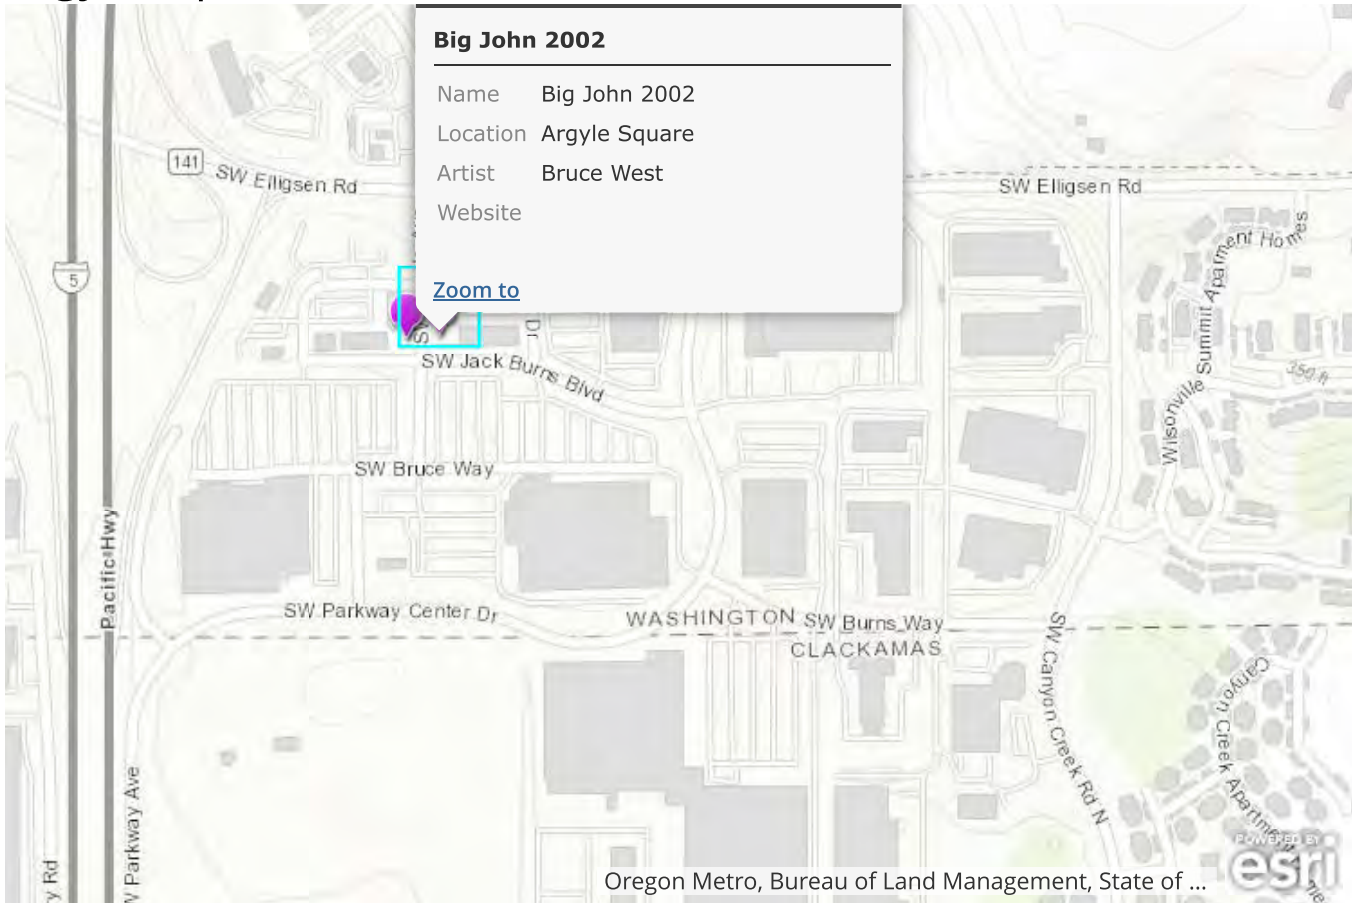 Big John 2002
Name Big John 2002
Location Argyle Square
Artist Bruce West
Website
Zoom to
141
SW Elligsen Rd
SW Elligsen Rd
5
Dr
SW Jack Burns Blvd
SW Bruce Way
Pacific Hwy
SW Parkway Center Dr
WASHINGTON
SW Burns Way
CLACKAMAS
Wilsonville Summit Apartment Homes
350 ft
SW Canyon Creek Rd N
Canyon Creek Apartme
W Parkway Ave
y Rd
POWERED BY
esri
Oregon Metro, Bureau of Land Management, State of ...